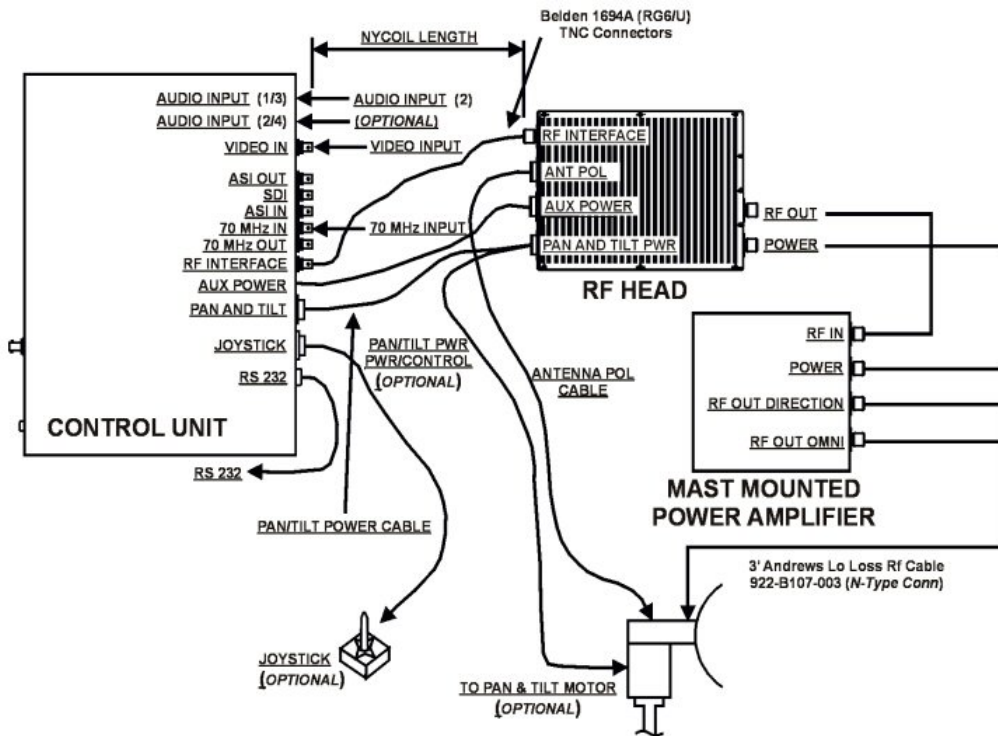 Belden 1694A (RG6/U)
TNC Connectors
NYCOIL LENGTH
AUDIO INPUT (1/3)
AUDIO INPUT (2)
AUDIO INPUT (2/4)
(OPTIONAL)
VIDEO IN
VIDEO INPUT
ASI OUT
SDI
ASI IN
70 MHz IN
70 MHz INPUT
70 MHz OUT
RF INTERFACE
AUX POWER
PAN AND TILT
JOYSTICK
RS 232
CONTROL UNIT
RS 232
RF INTERFACE
ANT POL
AUX POWER
PAN AND TILT PWR
RF OUT
POWER
RF HEAD
PAN/TILT PWR
PWR/CONTROL
(OPTIONAL)
ANTENNA POL
CABLE
RF IN
POWER
RF OUT DIRECTION
RF OUT OMNI
MAST MOUNTED
POWER AMPLIFIER
PAN/TILT POWER CABLE
3' Andrews Lo Loss Rf Cable
922-B107-003 (N-Type Conn)
JOYSTICK
(OPTIONAL)
TO PAN & TILT MOTOR
(OPTIONAL)